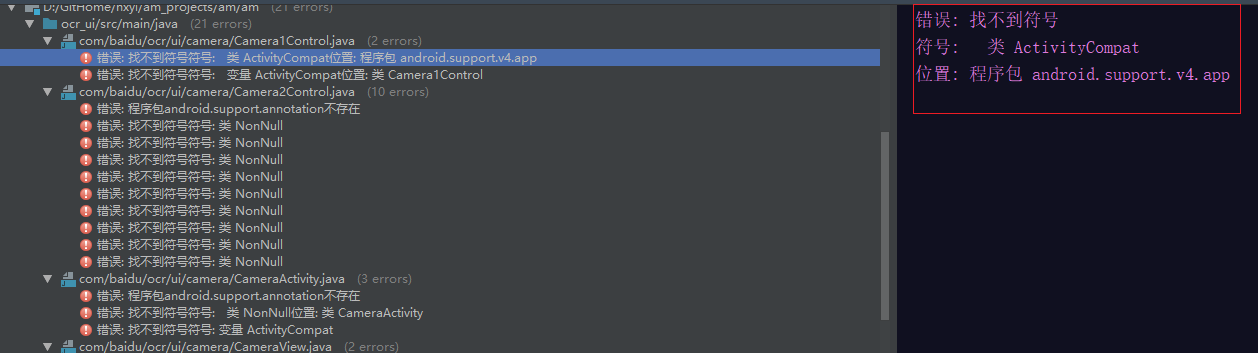 D:/GitHome/nxyl/am_projects/am/am (21 errors)
ocr_ui/src/main/java (21 errors)
com/baidu/ocr/ui/camera/Camera1Control.java (2 errors)
错误: 找不到符号符号: 类 ActivityCompat位置: 程序包 android.support.v4.app
错误: 找不到符号符号: 变量 ActivityCompat位置: 类 Camera1Control
com/baidu/ocr/ui/camera/Camera2Control.java (10 errors)
错误: 程序包android.support.annotation不存在
错误: 找不到符号符号: 类 NonNull
错误: 找不到符号符号: 类 NonNull
错误: 找不到符号符号: 类 NonNull
错误: 找不到符号符号: 类 NonNull
错误: 找不到符号符号: 类 NonNull
错误: 找不到符号符号: 类 NonNull
错误: 找不到符号符号: 类 NonNull
错误: 找不到符号符号: 类 NonNull
错误: 找不到符号符号: 类 NonNull
com/baidu/ocr/ui/camera/CameraActivity.java (3 errors)
错误: 程序包android.support.annotation不存在
错误: 找不到符号符号: 类 NonNull位置: 类 CameraActivity
错误: 找不到符号符号: 变量 ActivityCompat
com/baidu/ocr/ui/camera/CameraView.java (2 errors)
错误: 找不到符号
符号: 类 ActivityCompat
位置: 程序包 android.support.v4.app